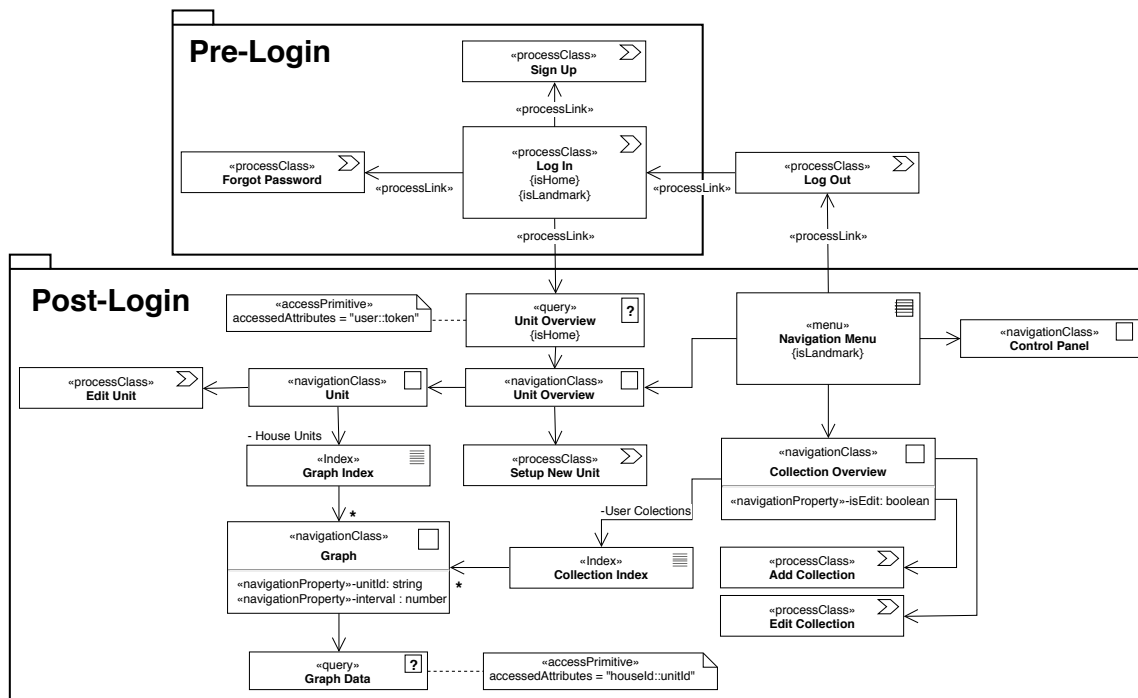 Pre-Login
«processClass»
Sign Up
«processLink»
«processClass»
Forgot Password
«processLink»
«processClass»
Log In
{isHome}
{isLandmark}
«processLink»
«processClass»
Log Out
«processLink»
«processLink»
Post-Login
«accessPrimitive»
accessedAttributes = "user::token"
«query»
?
Unit Overview
{isHome}
«menu»
Navigation Menu
{isLandmark}
«navigationClass»
Control Panel
«processClass»
Edit Unit
«navigationClass»
Unit
«navigationClass»
Unit Overview
- House Units
«Index»
Graph Index
«processClass»
Setup New Unit
«navigationClass»
Collection Overview
«navigationProperty»-isEdit: boolean
-User Colections
*
«navigationClass»
Graph
«navigationProperty»-unitId: string
«navigationProperty»-interval : number
*
«Index»
Collection Index
«processClass»
Add Collection
«processClass»
Edit Collection
«query»
?
Graph Data
«accessPrimitive»
accessedAttributes = "houseId::unitId"